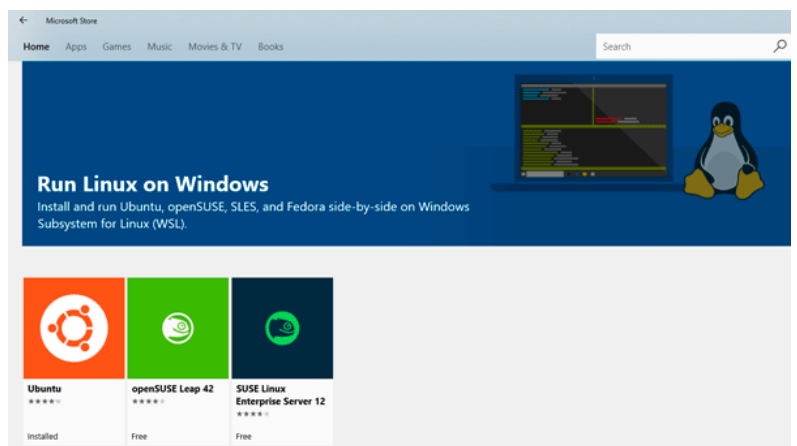 Microsoft Store
Home Apps Games Music Movies & TV Books
Search
Run Linux on Windows
Install and run Ubuntu, openSUSE, SLES, and Fedora side-by-side on Windows
Subsystem for Linux (WSL).
Ubuntu
Installed
openSUSE Leap 42
Free
SUSE Linux
Enterprise Server 12
Free